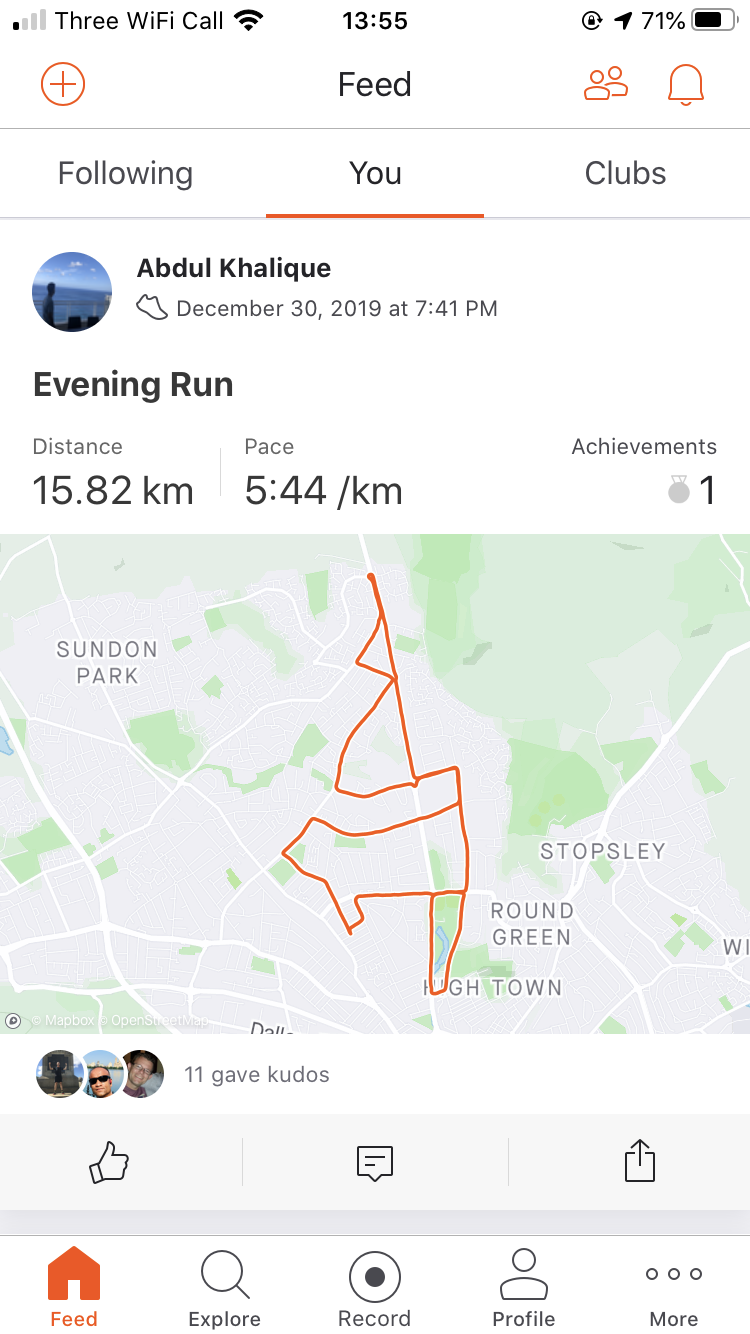 Three WiFi Call 13:55 71%
Feed
Following You Clubs
Abdul Khalique
December 30, 2019 at 7:41 PM
Evening Run
Distance Pace Achievements
15.82 km 5:44 /km 1
SUNDON
PARK
STOPSLEY
ROUND
GREEN
WI
HIGH TOWN
© Mapbox © OpenStreetMap
11 gave kudos
Feed Explore Record Profile More